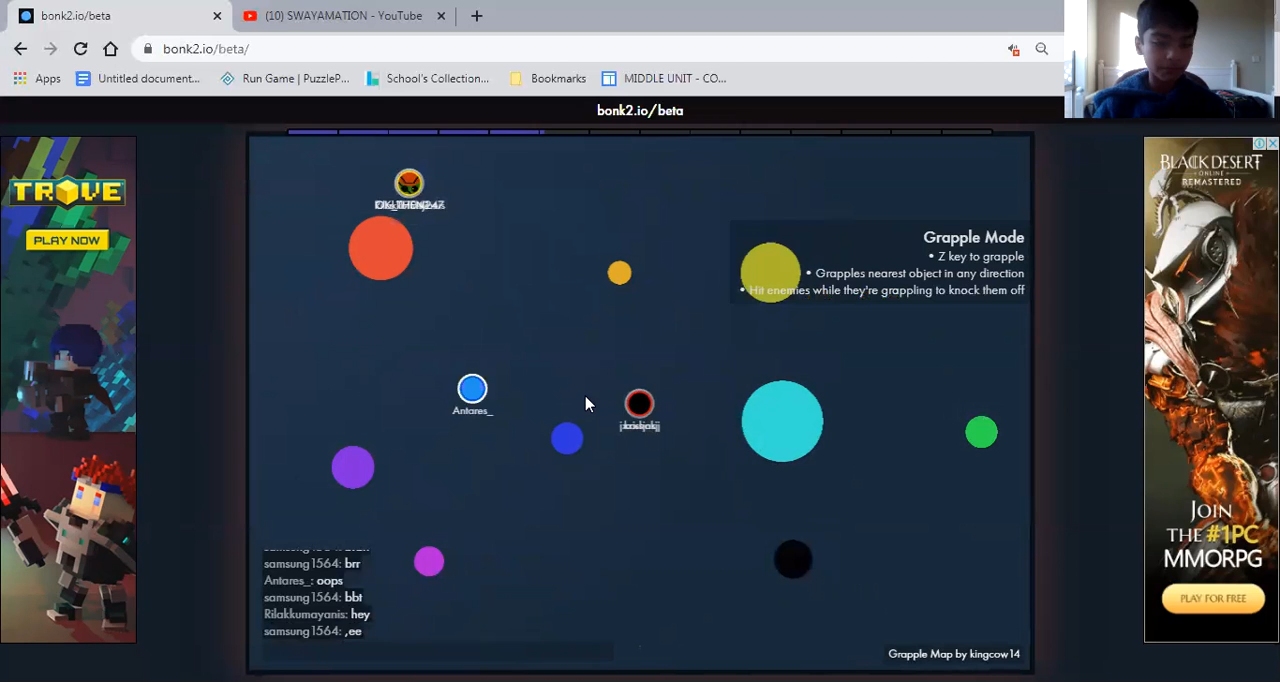 bonk2.io/beta
(10) SWAYAMATION - YouTube
bonk2.io/beta/
Apps
Untitled document...
Run Game | PuzzleP...
School's Collection...
Bookmarks
MIDDLE UNIT - CO...
bonk2.io/beta
TROVE
PLAY NOW
Grapple Mode
• Z key to grapple
• Grapples nearest object in any direction
• Hit enemies while they're grappling to knock them off
Antares_
samsung1564: brr
Antares_: oops
samsung1564: bbt
Rilakkumayanis: hey
samsung1564: ,ee
Grapple Map by kingcow14
BLACK DESERT
ONLINE
REMASTERED
JOIN
THE #1PC
MMORPG
PLAY FOR FREE